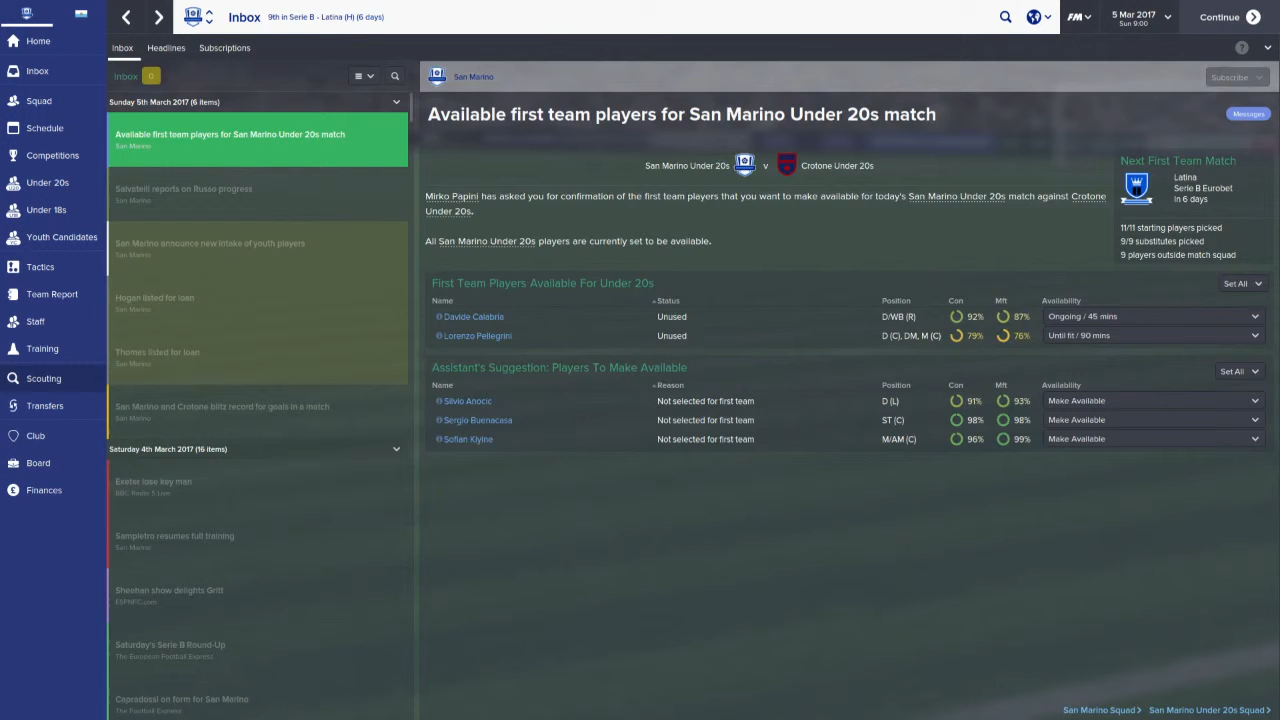 Inbox
9th in Serie B - Latina (H) (6 days)
FM
5 Mar 2017
Sun 9:00
Continue
Home
Inbox
Squad
Schedule
Competitions
Under 20s
Under 18s
Youth Candidates
Tactics
Team Report
Staff
Training
Scouting
Transfers
Club
Board
Finances
Inbox
Headlines
Subscriptions
Inbox
0
Sunday 5th March 2017 (6 items)
Available first team players for San Marino Under 20s match
San Marino
Salvatelli reports on Russo progress
San Marino
San Marino announce new intake of youth players
San Marino
Hogan listed for loan
San Marino
Thomas listed for loan
San Marino
San Marino and Crotone blitz record for goals in a match
San Marino
Saturday 4th March 2017 (16 items)
Exeter lose key man
BBC Radio 5 Live
Sampietro resumes full training
San Marino
Sheehan show delights Gritt
ESPNFC.com
Saturday's Serie B Round-Up
The European Football Express
Capradossi on form for San Marino
The Football Express
San Marino
Subscribe
Available first team players for San Marino Under 20s match
Messages
San Marino Under 20s v Crotone Under 20s
Mirko Papini has asked you for confirmation of the first team players that you want to make available for today's San Marino Under 20s match against Crotone
Under 20s.
All San Marino Under 20s players are currently set to be available.
Next First Team Match
Latina
Serie B Eurobet
In 6 days
11/11 starting players picked
9/9 substitutes picked
9 players outside match squad
First Team Players Available For Under 20s
Set All
Name Status Position Con Mft Availability
Davide Calabria Unused D/WB (R) 92% 87% Ongoing / 45 mins
Lorenzo Pellegrini Unused D (C), DM, M (C) 79% 76% Until fit / 90 mins
Assistant's Suggestion: Players To Make Available
Set All
Name Reason Position Con Mft Availability
Silvio Anocic Not selected for first team D (L) 91% 93% Make Available
Sergio Buenacasa Not selected for first team ST (C) 98% 98% Make Available
Sofian Kiyine Not selected for first team M/AM (C) 96% 99% Make Available
San Marino Squad
San Marino Under 20s Squad